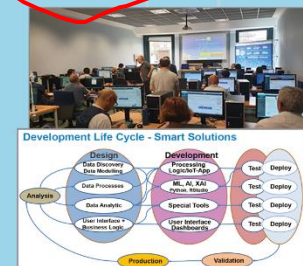 Development Life Cycle - Smart Solutions
Design
Development
Data Discovery
Data Modelling
Processing
Logic/IoT-App
Test
Deploy
Data Processes
ML, AI, XAI
Python, RStudio
Test
Deploy
Analysis
Data Analytic
Special Tools
Test
Deploy
User Interface +
Business Logic
User Interface
Dashboards
Test
Deploy
Production
Validation